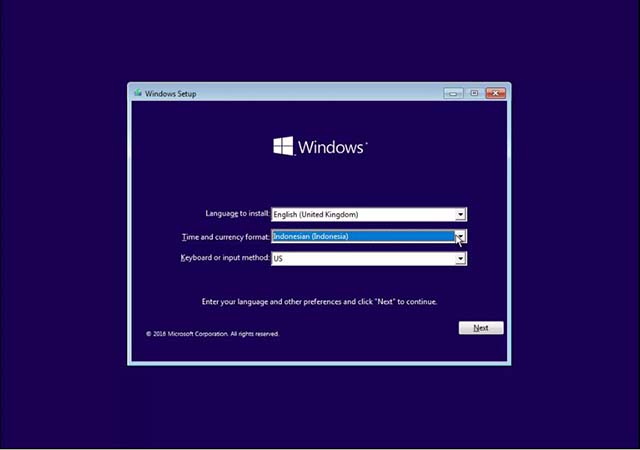 Windows Setup
Windows
Language to install: English (United Kingdom)
Time and currency format: Indonesian (Indonesia)
Keyboard or input method: US
Enter your language and other preferences and click "Next" to continue.
Next
© 2016 Microsoft Corporation. All rights reserved.